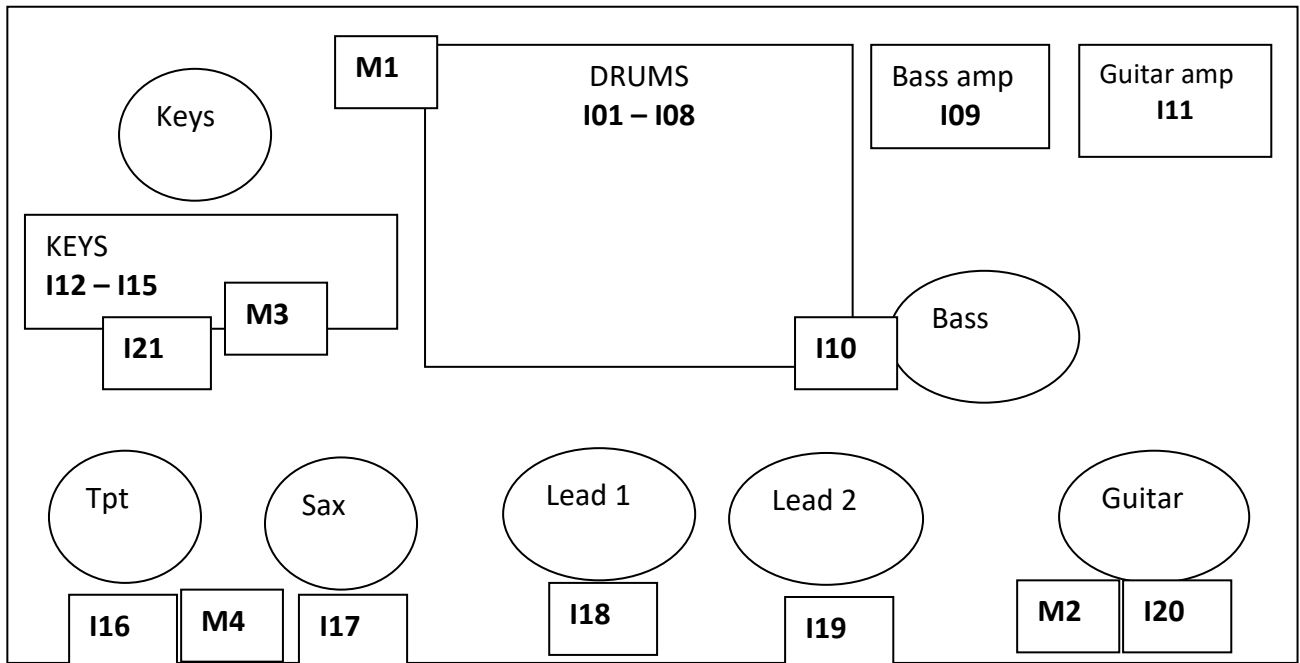 M1
DRUMS
I01 – I08
Bass amp
I09
Guitar amp
I11
Keys
KEYS
I12 – I15
M3
I21
I10
Bass
Tpt
Sax
Lead 1
Lead 2
Guitar
I16
M4
I17
I18
I19
M2
I20